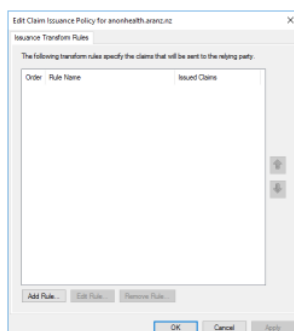 Edit Claim Issuance Policy for anonhealth.aranz.nz
Issuance Transform Rules
The following transform rules specify the claims that will be sent to the relying party.
Order Rule Name Issued Claims
Add Rule... Edit Rule... Remove Rule...
OK Cancel Apply